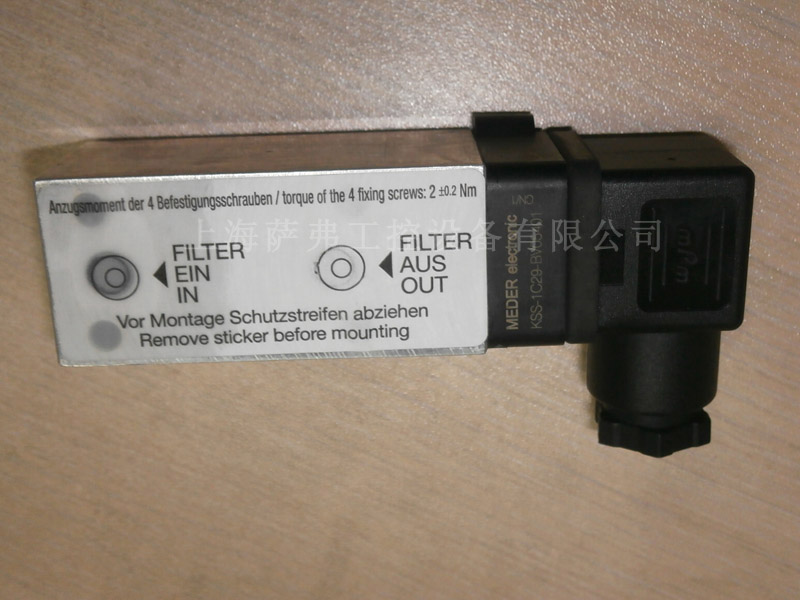 Anzugsmoment der 4 Befestigungsschrauben / torque of the 4 fixing screws: 2 ±0.2 Nm
上海萨弗工控设备有限公司
FILTER
EIN
IN
FILTER
AUS
OUT
Vor Montage Schutzstreifen abziehen
Remove sticker before mounting
MEDER electronic